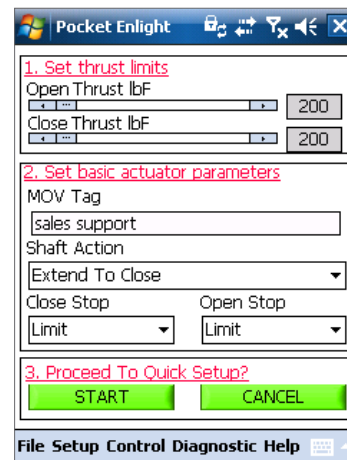 Pocket Enlight
1. Set thrust limits
Open Thrust lbF
200
Close Thrust lbF
200
2. Set basic actuator parameters
MOV Tag
sales support
Shaft Action
Extend To Close
Close Stop Open Stop
Limit Limit
3. Proceed To Quick Setup?
START CANCEL
File Setup Control Diagnostic Help